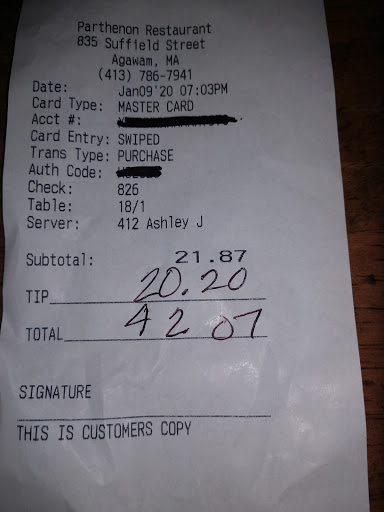 Parthenon Restaurant
835 Suffield Street
Agawam, MA
(413) 786-7941
Date: Jan09'20 07:03PM
Card Type: MASTER CARD
Acct #:
Card Entry: SWIPED
Trans Type: PURCHASE
Auth Code:
Check: 826
Table: 18/1
Server: 412 Ashley J
Subtotal: 21.87
TIP 20.20
TOTAL 42 07
SIGNATURE
THIS IS CUSTOMERS COPY